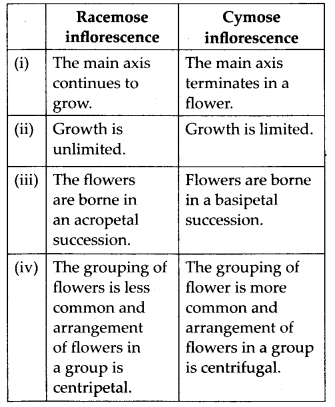 Racemose
inflorescence
Cymose
inflorescence
(i)
The main axis
continues to
grow.
The main axis
terminates in a
flower.
(ii)
Growth is
unlimited.
Growth is limited.
(iii)
The flowers
are borne in
an acropetal
succession.
Flowers are borne
in a basipetal
succession.
(iv)
The grouping of
flowers is less
common and
arrangement
of flowers in
a group is
centripetal.
The grouping of
flower is more
common and
arrangement of
flowers in a group
is centrifugal.